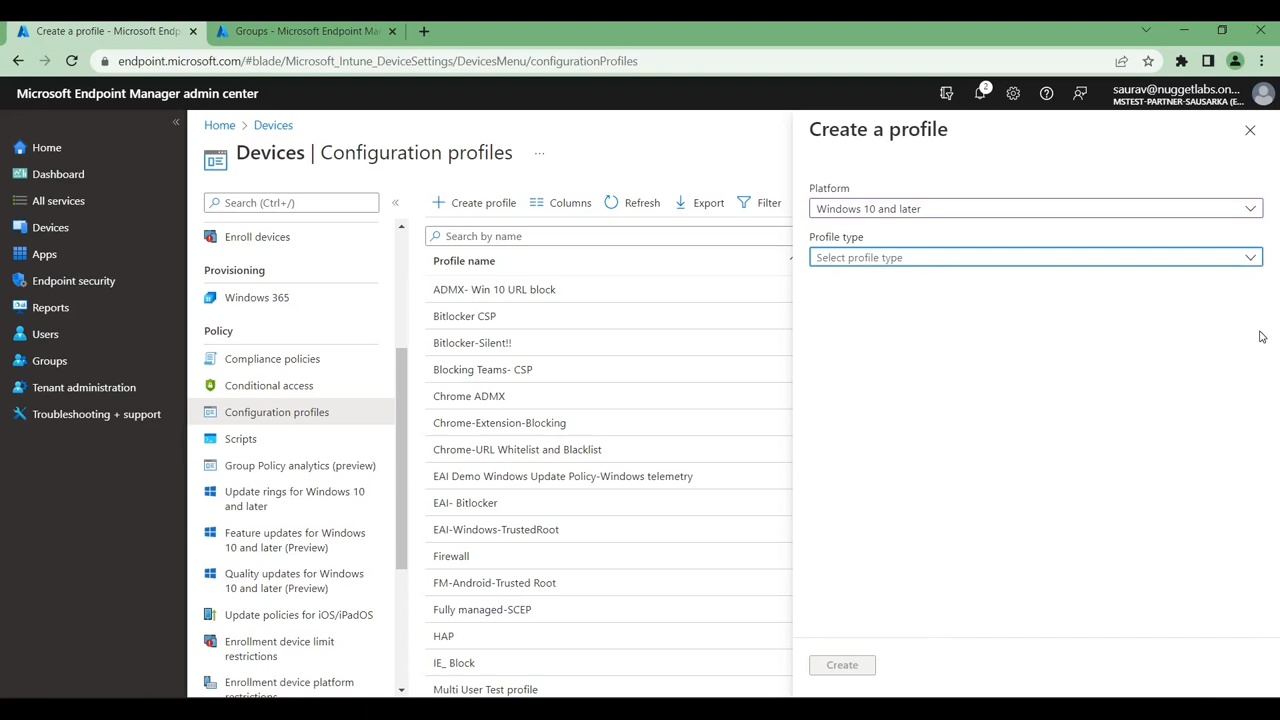 Create a profile - Microsoft Endp
Groups - Microsoft Endpoint Ma
endpoint.microsoft.com/#blade/Microsoft_Intune_DeviceSettings/DevicesMenu/configurationProfiles
Microsoft Endpoint Manager admin center
2
saurav@nuggetlabs.on...
MSTEST-PARTNER-SAUSARKA (E...
Home
Dashboard
All services
Devices
Apps
Endpoint security
Reports
Users
Groups
Tenant administration
Troubleshooting + support
Home > Devices
Devices | Configuration profiles ...
Search (Ctrl+/)
Enroll devices
Provisioning
Windows 365
Policy
Compliance policies
Conditional access
Configuration profiles
Scripts
Group Policy analytics (preview)
Update rings for Windows 10
and later
Feature updates for Windows
10 and later (Preview)
Quality updates for Windows
10 and later (Preview)
Update policies for iOS/iPadOS
Enrollment device limit
restrictions
Enrollment device platform
restrictions
Create profile
Columns
Refresh
Export
Filter
Search by name
Profile name
ADMX- Win 10 URL block
Bitlocker CSP
Bitlocker-Silent!!
Blocking Teams- CSP
Chrome ADMX
Chrome-Extension-Blocking
Chrome-URL Whitelist and Blacklist
EAI Demo Windows Update Policy-Windows telemetry
EAI- Bitlocker
EAI-Windows-TrustedRoot
Firewall
FM-Android-Trusted Root
Fully managed-SCEP
HAP
IE_ Block
Multi User Test profile
Create a profile
Platform
Windows 10 and later
Profile type
Select profile type
Create